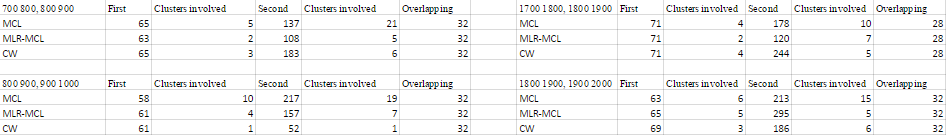 700 800, 800 900 First Clusters involved Second Clusters involved Overlapping 1700 1800, 1800 1900 First Clusters involved Second Clusters involved Overlapping
MCL 65 5 137 21 32 MCL 71 4 178 10 28
MLR-MCL 63 2 108 5 32 MLR-MCL 71 2 120 7 28
CW 65 3 183 6 32 CW 71 4 244 5 28
800 900, 900 1000 First Clusters involved Second Clusters involved Overlapping 1800 1900, 1900 2000 First Clusters involved Second Clusters involved Overlapping
MCL 58 10 217 19 32 MCL 63 6 213 15 32
MLR-MCL 61 4 157 7 32 MLR-MCL 65 5 295 5 32
CW 61 1 52 1 32 CW 69 3 186 6 32